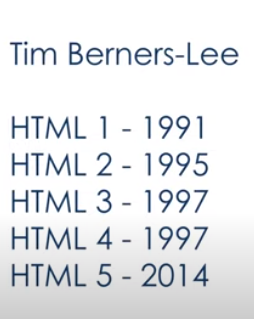 Tim Berners-Lee
HTML 1 - 1991
HTML 2 - 1995
HTML 3 - 1997
HTML 4 - 1997
HTML 5 - 2014